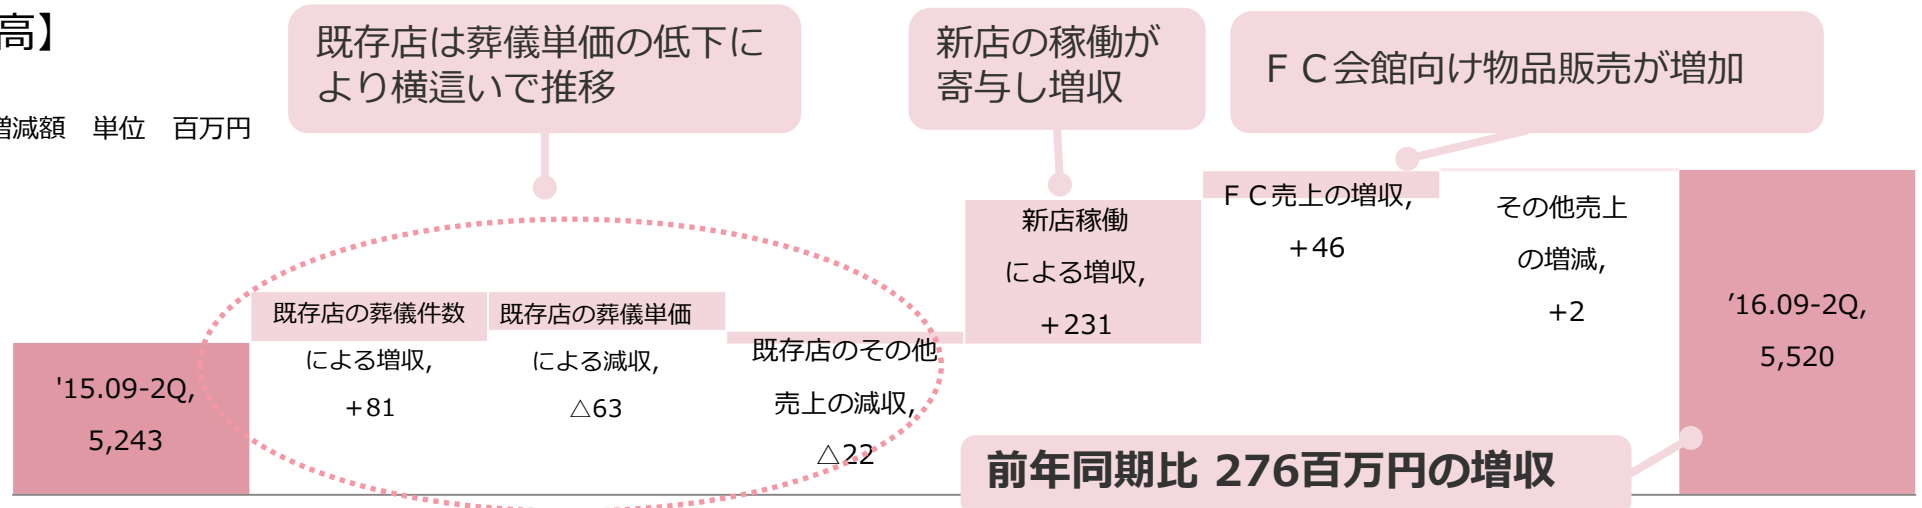 高】
既存店は葬儀単価の低下に
より横這いで推移
新店の稼働が
寄与し増収
ＦＣ会館向け物品販売が増加
増減額　単位　百万円
'15.09-2Q,
5,243
既存店の葬儀件数
による増収,
+81
既存店の葬儀単価
による減収,
△63
既存店のその他
売上の減収,
△22
新店稼働
による増収,
+231
ＦＣ売上の増収,
+46
その他売上
の増減,
+2
’16.09-2Q,
5,520
前年同期比 276百万円の増収